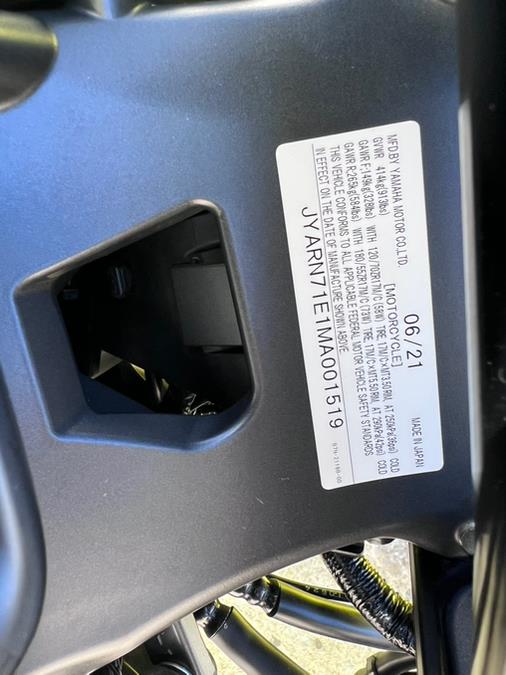 MFD.BY YAMAHA MOTOR CO.,LTD. 06/21 MADE IN JAPAN
GVWR 414kg(913lbs) [MOTORCYCLE]
GAWR F;149kg(328lbs) WITH 120/70ZR17M/C (58W) TIRE, 17M/C×MT3.50 RIM, AT 250kPa(36psi) COLD
GAWR R;265kg(584lbs) WITH 180/55ZR17M/C (73W) TIRE, 17M/C×MT5.50 RIM, AT 290kPa(42psi) COLD
THIS VEHICLE CONFORMS TO ALL APPLICABLE FEDERAL MOTOR VEHICLE SAFETY STANDARDS
IN EFFECT ON THE DATE OF MANUFACTURE SHOWN ABOVE.
JYARN71E1MA001519